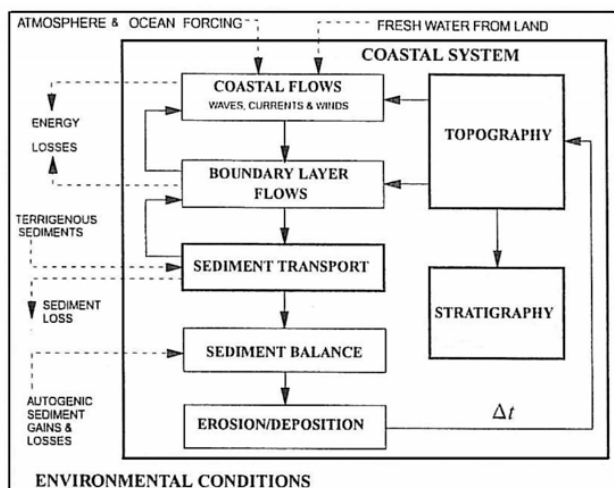 ATMOSPHERE & OCEAN FORCING
FRESH WATER FROM LAND
COASTAL SYSTEM
COASTAL FLOWS
WAVES, CURRENTS & WINDS
TOPOGRAPHY
ENERGY
LOSSES
BOUNDARY LAYER
FLOWS
TERRIGENOUS
SEDIMENTS
SEDIMENT TRANSPORT
SEDIMENT
LOSS
STRATIGRAPHY
SEDIMENT BALANCE
AUTOGENIC
SEDIMENT
GAINS &
LOSSES
EROSION/DEPOSITION
Δt
ENVIRONMENTAL CONDITIONS